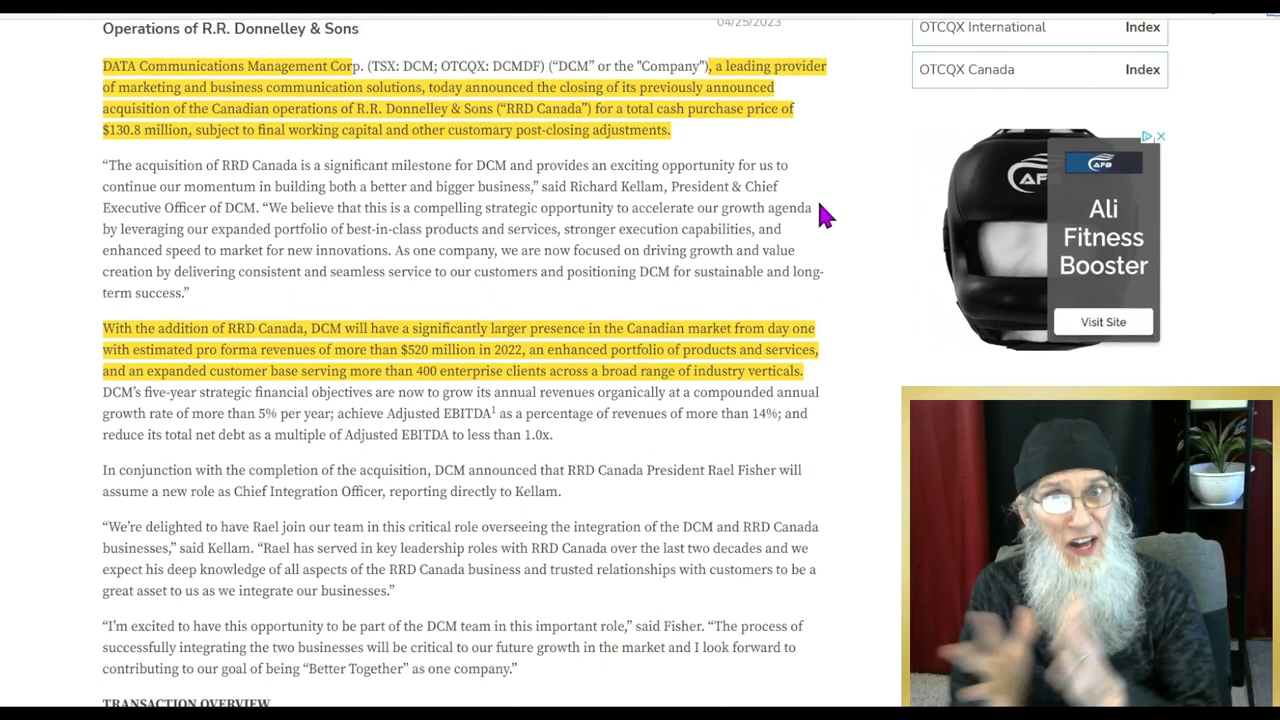 Operations of R.R. Donnelley & Sons
04/25/2023
DATA Communications Management Corp. (TSX: DCM; OTCQX: DCMDF) (“DCM” or the "Company"), a leading provider
of marketing and business communication solutions, today announced the closing of its previously announced
acquisition of the Canadian operations of R.R. Donnelley & Sons (“RRD Canada”) for a total cash purchase price of
$130.8 million, subject to final working capital and other customary post-closing adjustments.
“The acquisition of RRD Canada is a significant milestone for DCM and provides an exciting opportunity for us to
continue our momentum in building both a better and bigger business,” said Richard Kellam, President & Chief
Executive Officer of DCM. “We believe that this is a compelling strategic opportunity to accelerate our growth agenda
by leveraging our expanded portfolio of best-in-class products and services, stronger execution capabilities, and
enhanced speed to market for new innovations. As one company, we are now focused on driving growth and value
creation by delivering consistent and seamless service to our customers and positioning DCM for sustainable and long-
term success.”
With the addition of RRD Canada, DCM will have a significantly larger presence in the Canadian market from day one
with estimated pro forma revenues of more than $520 million in 2022, an enhanced portfolio of products and services,
and an expanded customer base serving more than 400 enterprise clients across a broad range of industry verticals.
DCM’s five-year strategic financial objectives are now to grow its annual revenues organically at a compounded annual
growth rate of more than 5% per year; achieve Adjusted EBITDA1 as a percentage of revenues of more than 14%; and
reduce its total net debt as a multiple of Adjusted EBITDA to less than 1.0x.
In conjunction with the completion of the acquisition, DCM announced that RRD Canada President Rael Fisher will
assume a new role as Chief Integration Officer, reporting directly to Kellam.
“We’re delighted to have Rael join our team in this critical role overseeing the integration of the DCM and RRD Canada
businesses,” said Kellam. “Rael has served in key leadership roles with RRD Canada over the last two decades and we
expect his deep knowledge of all aspects of the RRD Canada business and trusted relationships with customers to be a
great asset to us as we integrate our businesses.”
“I’m excited to have this opportunity to be part of the DCM team in this important role,” said Fisher. “The process of
successfully integrating the two businesses will be critical to our future growth in the market and I look forward to
contributing to our goal of being “Better Together” as one company.”
TRANSACTION OVERVIEW
OTCQX International Index
OTCQX Canada Index
AFB
AFB
Ali
Fitness
Booster
Visit Site